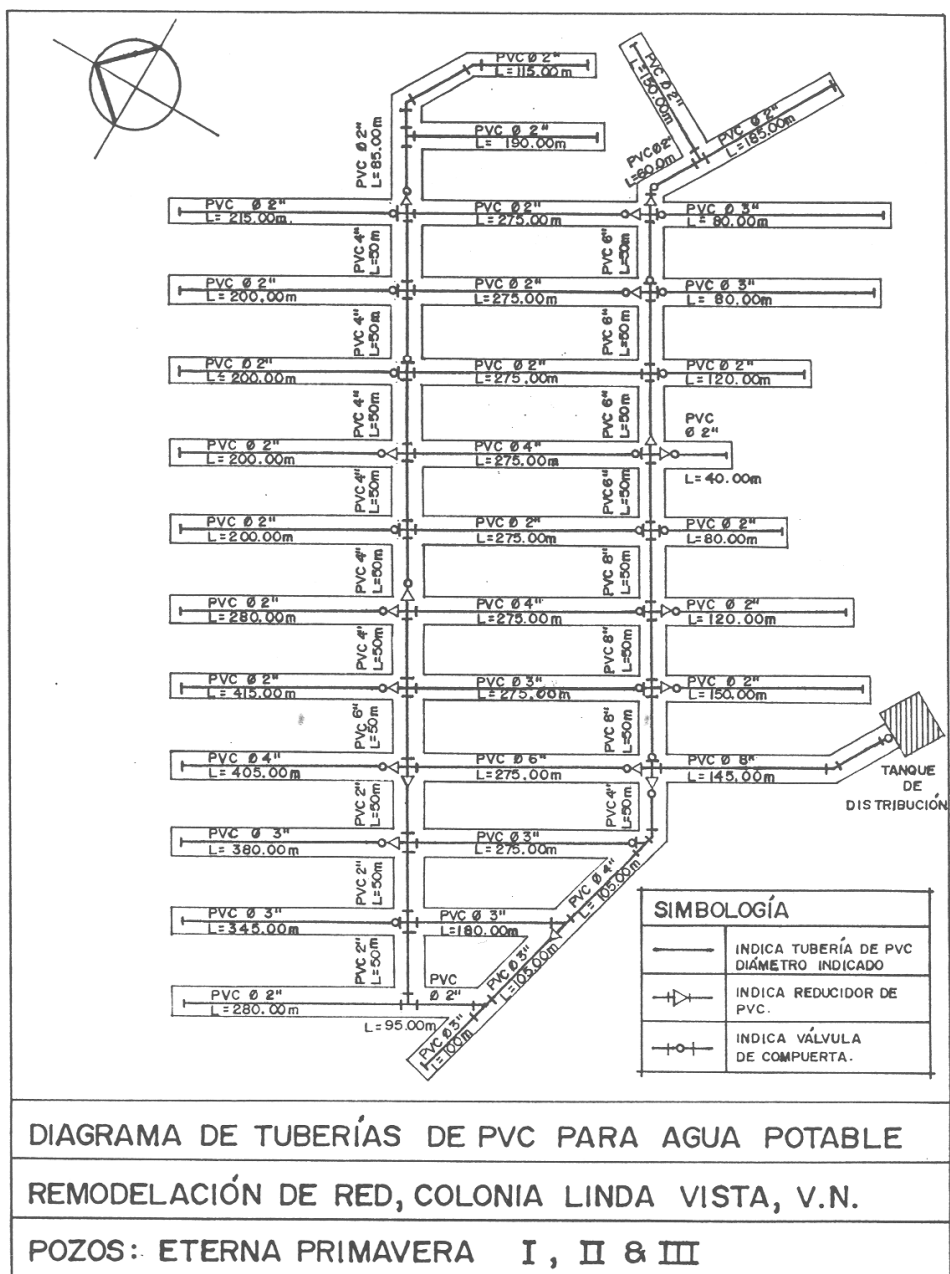 PVC Ø 2"
L=115.00m
PVC Ø 2"
L= 190.00m
PVC Ø 2"
L=85.00m
PVC Ø 2"
L=150.00m
PVC Ø 2"
L=185.00m
PVC Ø 2"
L=60.0m
PVC Ø 2"
L= 215.00m.
PVC Ø2"
L=275.00m
PVC Ø 3"
L= 80.00m
PVC 4"
L=50m
PVC 6"
L=50m
PVC Ø 2"
L= 200.00m
PVC Ø 2"
L=275.00m
PVC Ø 3"
L= 80.00m
PVC 4"
L=50m
PVC 6"
L=50m
PVC Ø 2"
L= 200.00m
PVC Ø 2"
L=275.00m
PVC Ø 2"
L=120.00m
PVC 4"
L=50m
PVC 6"
L=50m
PVC
Ø 2"
PVC Ø 2"
L= 200.00m
PVC Ø4"
L=275.00m
L=40.00m
PVC 4"
L=50m
PVC 6"
L=50m
PVC Ø 2"
L=200.00m
PVC Ø 2"
L=275.00m
PVC Ø 2"
L=80.00m
PVC 4"
L=50m
PVC 8"
L=50m
PVC Ø2"
L= 280.00m
PVC Ø4"
L=275.00m
PVC Ø 2"
L=120.00m
PVC 4"
L=50m
PVC 8"
L=50m
PVC Ø2"
L= 415.00m
PVC Ø3"
L=275.00m
PVC Ø 2"
L=150.00m
PVC 6"
L=50m
PVC 8"
L=50m
PVC Ø4"
L= 405.00m
PVC Ø6"
L=275.00m
PVC Ø 8"
L=145.00m
TANQUE
DE
DISTRIBUCIÓN
PVC 2"
L=50m
PVC 4"
L=50m
PVC Ø 3"
L= 380.00m
PVC Ø3"
L= 275.00m
PVC 2"
L=50m
PVC Ø 4"
L=105.00m
PVC Ø 3"
L=345.00m
PVC Ø 3"
L=180.00m
PVC 2"
L=50m
PVC Ø3"
L=105.00m
PVC Ø 2"
L=280.00m
PVC
Ø 2"
L=95.00m
PVC Ø3"
L=100m
SIMBOLOGÍA
INDICA TUBERÍA DE PVC
DIÁMETRO INDICADO
INDICA REDUCIDOR DE
PVC.
INDICA VÁLVULA
DE COMPUERTA.
DIAGRAMA DE TUBERÍAS DE PVC PARA AGUA POTABLE
REMODELACIÓN DE RED, COLONIA LINDA VISTA, V.N.
POZOS: ETERNA PRIMAVERA I, II & III